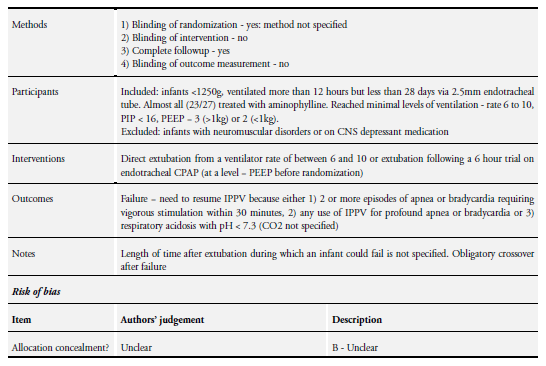 Methods
1) Blinding of randomization - yes: method not specified
2) Blinding of intervention - no
3) Complete followup - yes
4) Blinding of outcome measurement - no
Participants
Included: infants <1250g, ventilated more than 12 hours but less than 28 days via 2.5mm endotracheal
tube. Almost all (23/27) treated with aminophylline. Reached minimal levels of ventilation - rate 6 to 10,
PIP < 16, PEEP – 3 (>1kg) or 2 (<1kg).
Excluded: infants with neuromuscular disorders or on CNS depressant medication
Interventions
Direct extubation from a ventilator rate of between 6 and 10 or extubation following a 6 hour trial on
endotracheal CPAP (at a level – PEEP before randomization)
Outcomes
Failure – need to resume IPPV because either 1) 2 or more episodes of apnea or bradycardia requiring
vigorous stimulation within 30 minutes, 2) any use of IPPV for profound apnea or bradycardia or 3)
respiratory acidosis with pH < 7.3 (CO2 not specified)
Notes
Length of time after extubation during which an infant could fail is not specified. Obligatory crossover
after failure
Risk of bias
Item Authors' judgement Description
Allocation concealment? Unclear B - Unclear